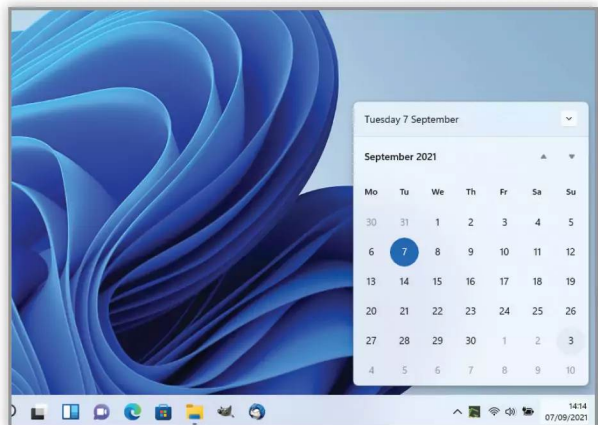 Tuesday 7 September
September 2021
Mo Tu We Th Fr Sa Su
30 31 1 2 3 4 5
6 7 8 9 10 11 12
13 14 15 16 17 18 19
20 21 22 23 24 25 26
27 28 29 30 1 2 3
4 5 6 7 8 9 10
14:14
07/09/2021